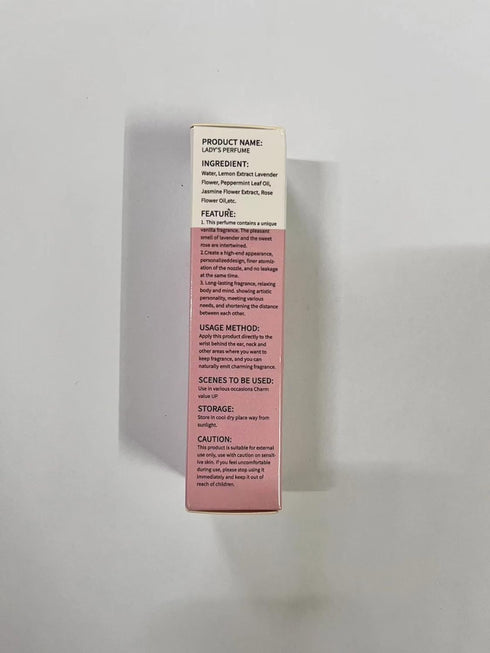 PRODUCT NAME:
LADY'S PERFUME
INGREDIENT:
Water, Lemon Extract Lavender
Flower, Peppermint Leaf Oil,
Jasmine Flower Extract, Rose
Flower Oil,etc.
FEATURE:
1. This perfume contains a unique
vanilla fragrance. The pleasant
smell of lavender and the sweet
rose are intertwined.
2.Create a high-end appearance,
personalizeddesign, finer atomiz-
ation of the nozzle, and no leakage
at the same time.
3. Long-lasting fragrance, relaxing
body and mind. showing artistic
personality, meeting various
needs, and shortening the distance
between each other.
USAGE METHOD:
Apply this product directly to the
wrist behind the ear, neck and
other areas where you want to
keep fragrance, and you can
naturally emit charming fragrance.
SCENES TO BE USED:
Use in various occasions Charm
value UP
STORAGE:
Store in cool dry place way from
sunlight.
CAUTION:
This product is suitable for external
use only, use with caution on sensit-
ive skin. If you feel uncomfortable
during use, please stop using it
immediately and keep it out of
reach of children.